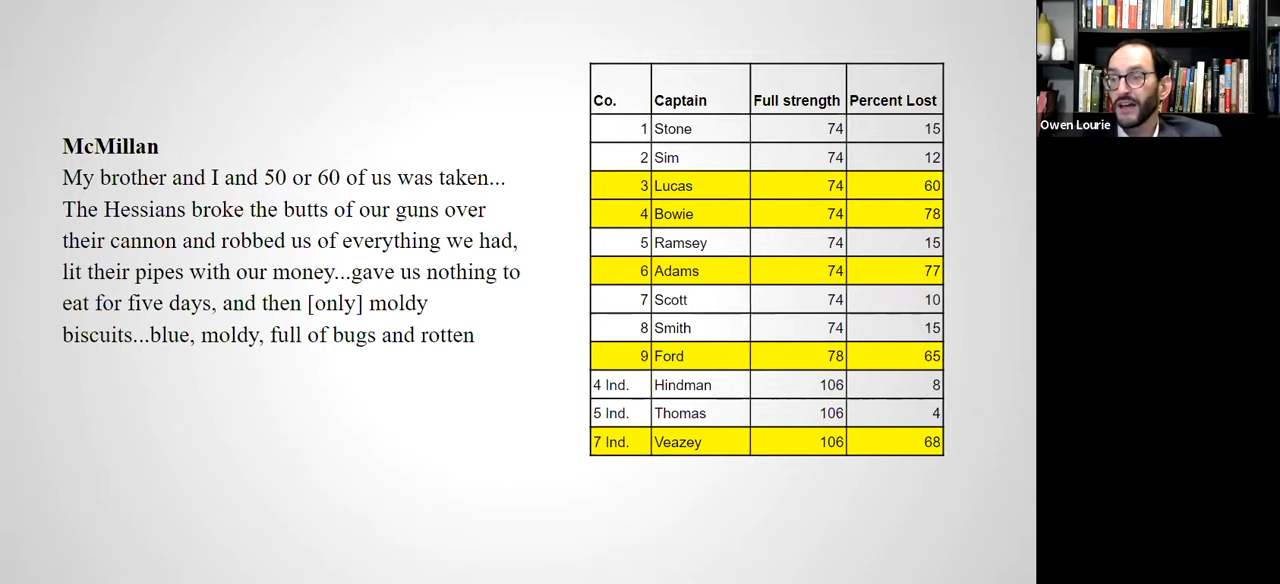 McMillan
My brother and I and 50 or 60 of us was taken...
The Hessians broke the butts of our guns over
their cannon and robbed us of everything we had,
lit their pipes with our money...gave us nothing to
eat for five days, and then [only] moldy
biscuits...blue, moldy, full of bugs and rotten
Co. Captain Full strength Percent Lost
1 Stone 74 15
2 Sim 74 12
3 Lucas 74 60
4 Bowie 74 78
5 Ramsey 74 15
6 Adams 74 77
7 Scott 74 10
8 Smith 74 15
9 Ford 78 65
4 Ind. Hindman 106 8
5 Ind. Thomas 106 4
7 Ind. Veazey 106 68
Owen Lourie